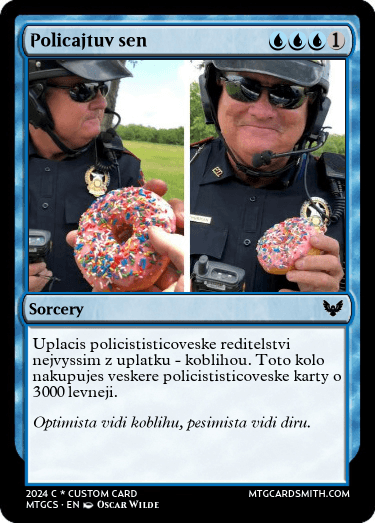 Policajtuv sen
1
Sorcery
Uplacis policististicoveske reditelstvi
nejvyssim z uplatku - koblihou. Toto kolo
nakupujes veskere policististicoveske karty o
3000 levneji.
Optimista vidi koblihu, pesimista vidi diru.
2024 C * CUSTOM CARD
MTGCS · EN OSCAR WILDE
MTGCARDSMITH.COM